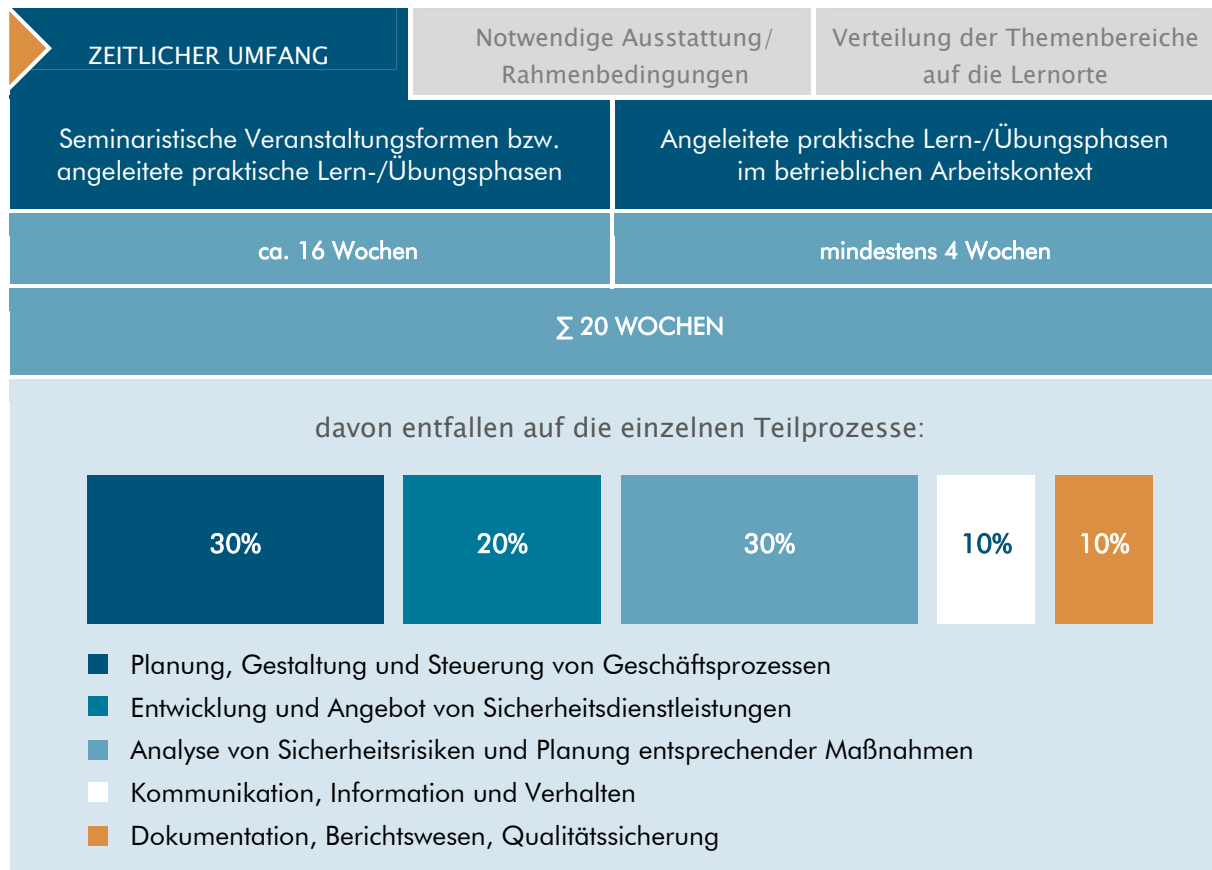 ZEITLICHER UMFANG
Notwendige Ausstattung/
Rahmenbedingungen
Verteilung der Themenbereiche
auf die Lernorte
Seminaristische Veranstaltungsformen bzw.
angeleitete praktische Lern-/Übungsphasen
Angeleitete praktische Lern-/Übungsphasen
im betrieblichen Arbeitskontext
ca. 16 Wochen
mindestens 4 Wochen
∑ 20 WOCHEN
davon entfallen auf die einzelnen Teilprozesse:
30%
20%
30%
10%
10%
Planung, Gestaltung und Steuerung von Geschäftsprozessen
Entwicklung und Angebot von Sicherheitsdienstleistungen
Analyse von Sicherheitsrisiken und Planung entsprechender Maßnahmen
Kommunikation, Information und Verhalten
Dokumentation, Berichtswesen, Qualitätssicherung